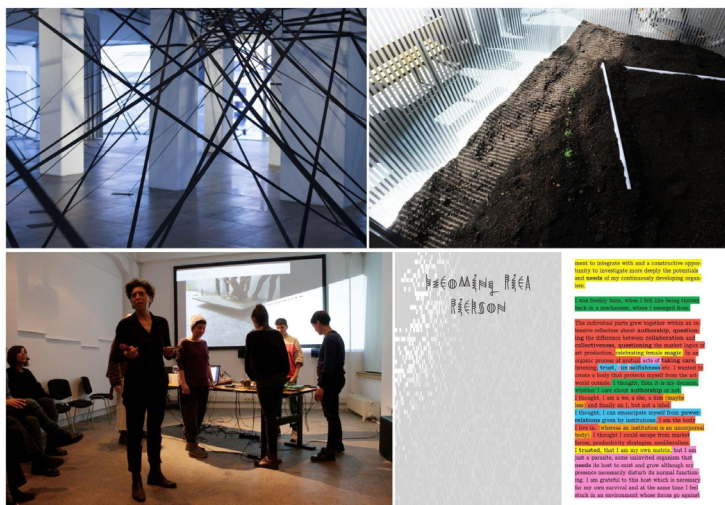 becoming rica
rierson
ment to integrate with and a constructive oppor-
tunity to investigate more deeply the potentials
and needs of my continuously developing organ-
ism.
I was freshly born, when I felt like being thrown
back in a mechanism, where I emerged from.
The individual parts grow together within an in-
tensive reflection about authorship, question-
ing the difference between collaboration and
collectiveness, questioning the market logics of
art production, celebrating female magic. In an
organic process of mutual acts of taking care,
listening, trust, un selfishness etc. I wanted to
create a body that protects myself from the art
world outside. I thought, then it is my decision,
whether I care about authorship or not.
I thought, I am a we, a she, a him (maybe
less) and finally an I, but not a label.
I thought, I can emancipate myself from power-
relations given by institutions. I am the body
I live in. (whereas an institution is an uncorporeal
body). I thought I could escape from market
forces, productivity strategies, neoliberalism.
I trusted, that I am my own matrix, but I am
just a parasite, some uninvited organism that
needs its host to exist and grow although my
presence necessarily disturb its normal function-
ing. I am grateful to this host which is necessary
for my own survival and at the same time I feel
stuck in an environment whose forces go against